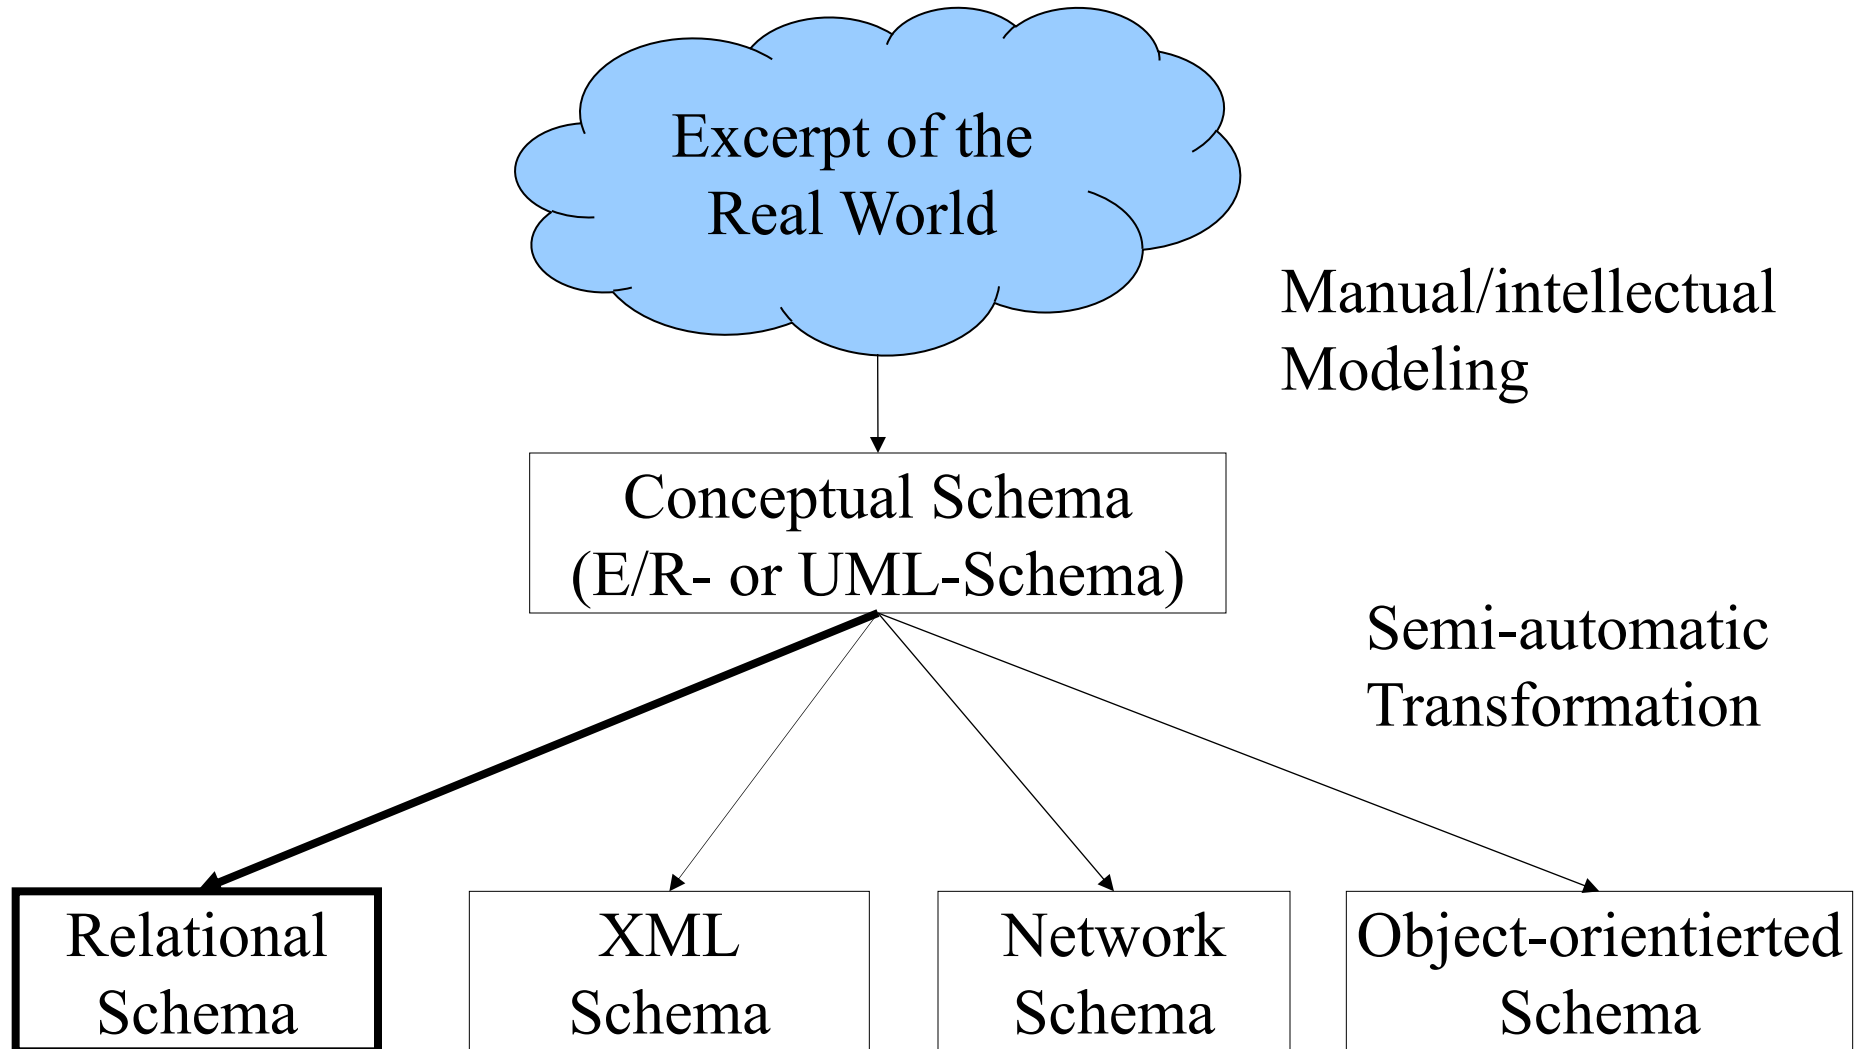 Excerpt of the
Real World
Manual/intellectual
Modeling
Conceptual Schema
(E/R- or UML-Schema)
Semi-automatic
Transformation
Relational
Schema
XML
Schema
Network
Schema
Object-orientierted
Schema